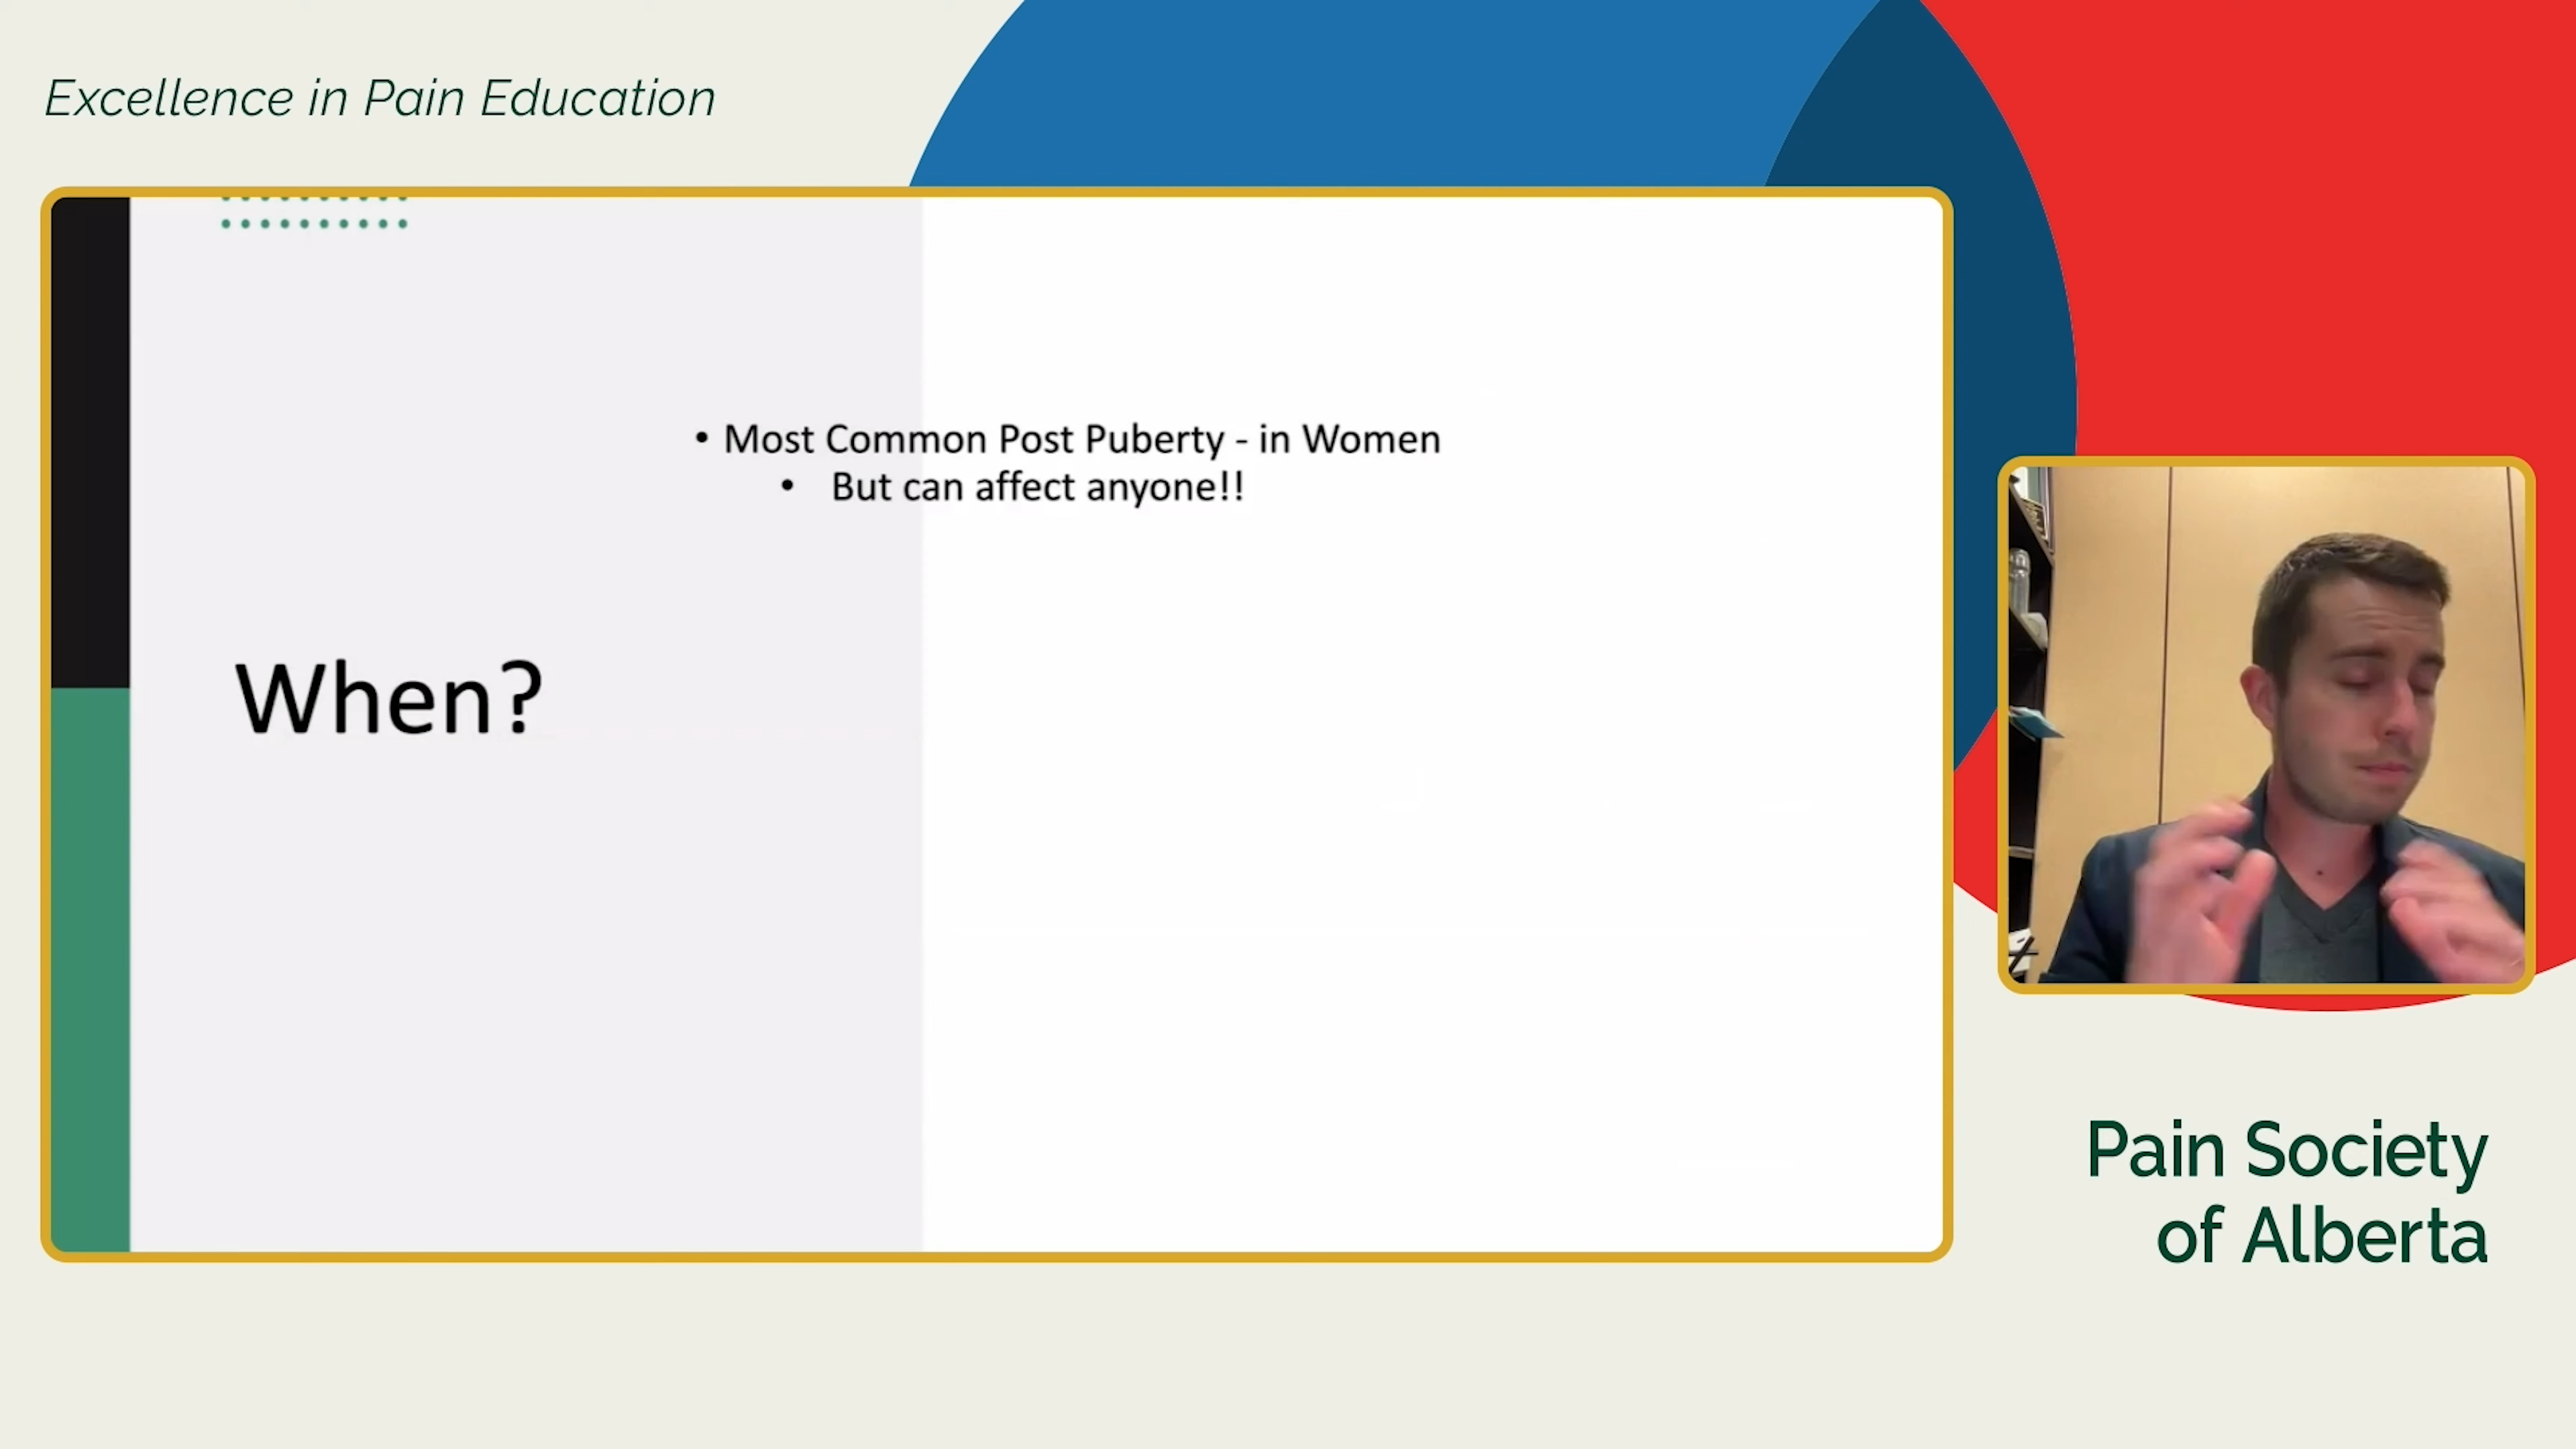 Excellence in Pain Education
• Most Common Post Puberty - in Women
• But can affect anyone!!
When?
Pain Society
of Alberta